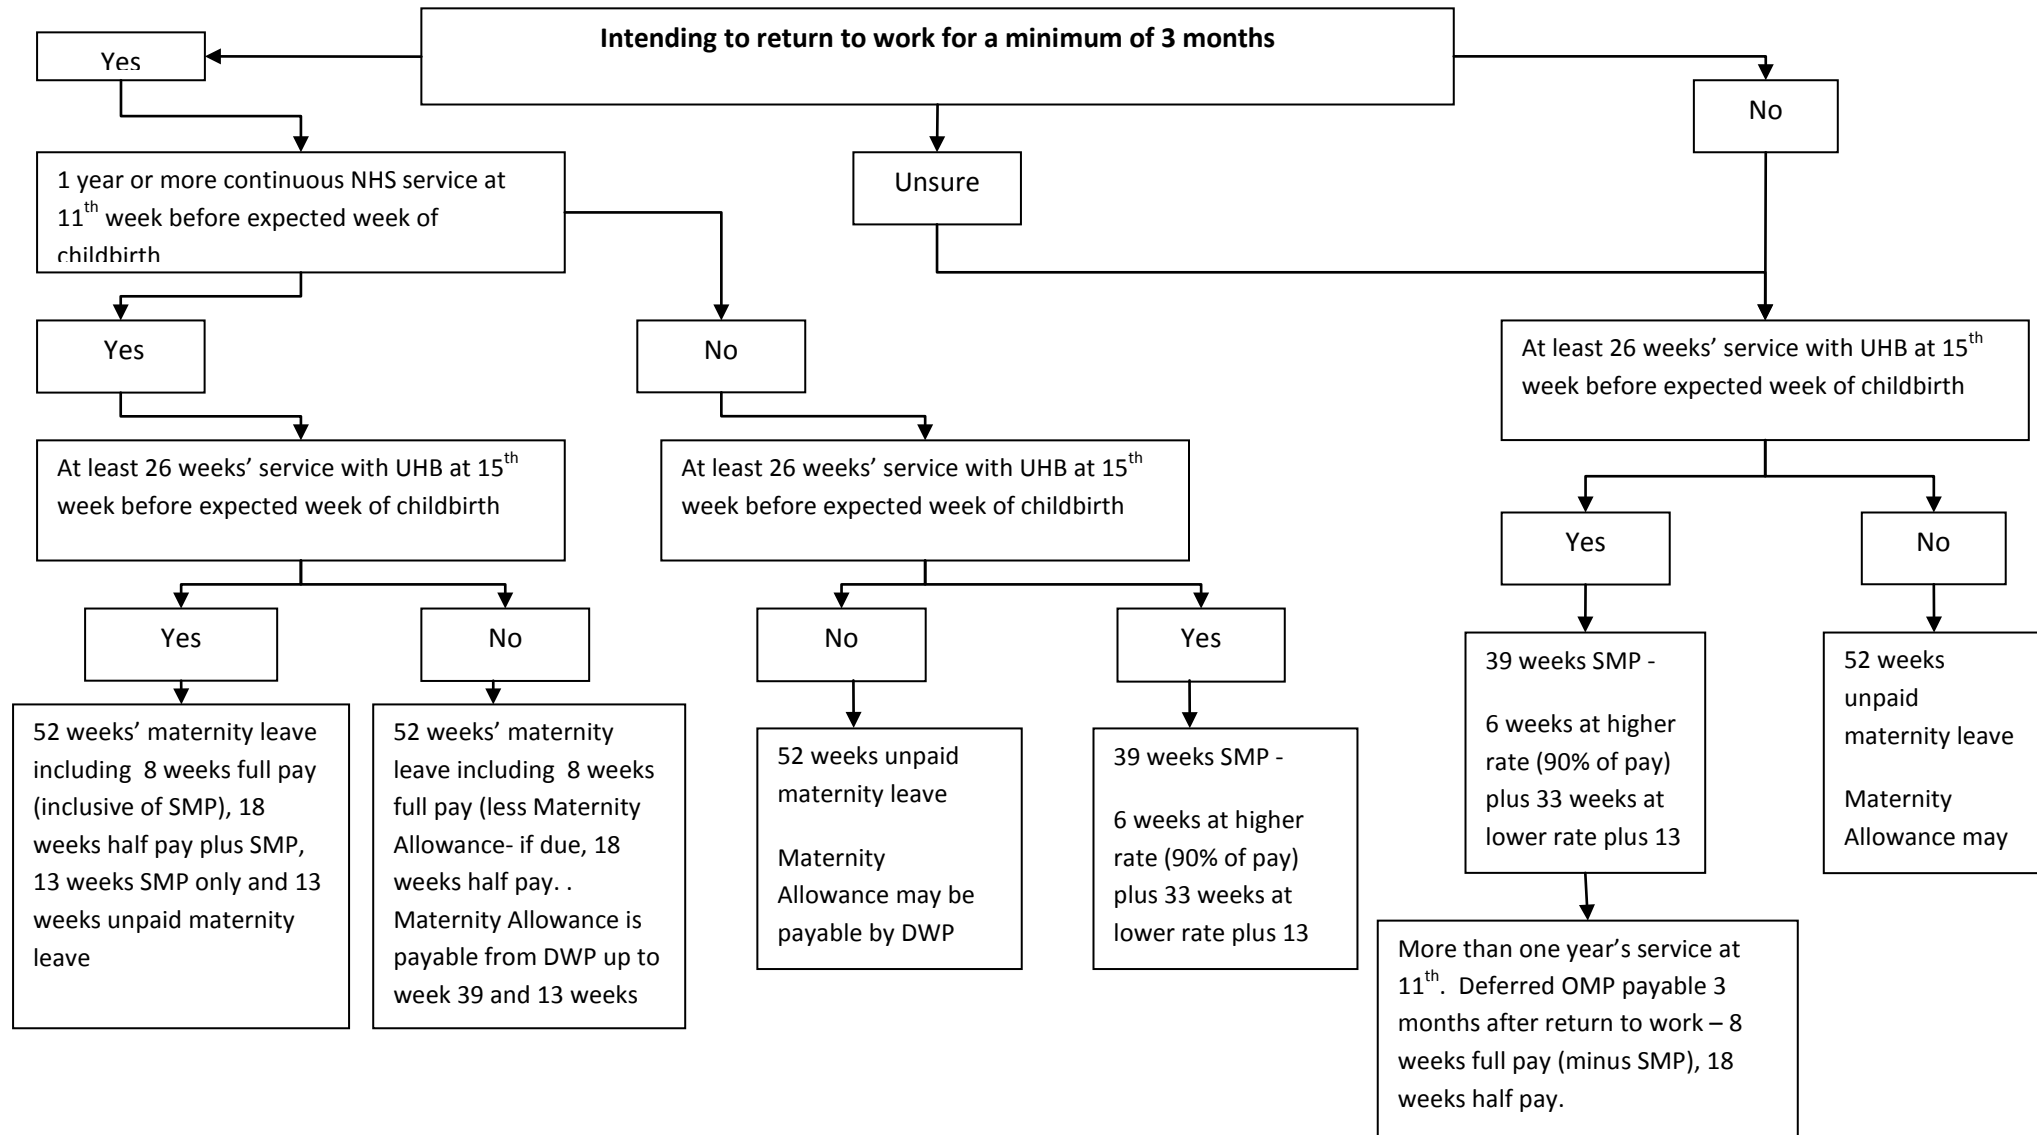 Intending to return to work for a minimum of 3 months
Yes
No
Unsure
1 year or more continuous NHS service at
11th week before expected week of
childbirth
Yes
No
At least 26 weeks’ service with UHB at 15th
week before expected week of childbirth
At least 26 weeks’ service with UHB at 15th
week before expected week of childbirth
At least 26 weeks’ service with UHB at 15th
week before expected week of childbirth
Yes
No
No
Yes
Yes
No
52 weeks’ maternity leave
including 8 weeks full pay
(inclusive of SMP), 18
weeks half pay plus SMP,
13 weeks SMP only and 13
weeks unpaid maternity
leave
52 weeks’ maternity
leave including 8 weeks
full pay (less Maternity
Allowance- if due, 18
weeks half pay. .
Maternity Allowance is
payable from DWP up to
week 39 and 13 weeks
52 weeks unpaid
maternity leave
Maternity
Allowance may be
payable by DWP
39 weeks SMP -
6 weeks at higher
rate (90% of pay)
plus 33 weeks at
lower rate plus 13
39 weeks SMP -
6 weeks at higher
rate (90% of pay)
plus 33 weeks at
lower rate plus 13
52 weeks
unpaid
maternity leave
Maternity
Allowance may
More than one year’s service at
11th. Deferred OMP payable 3
months after return to work – 8
weeks full pay (minus SMP), 18
weeks half pay.